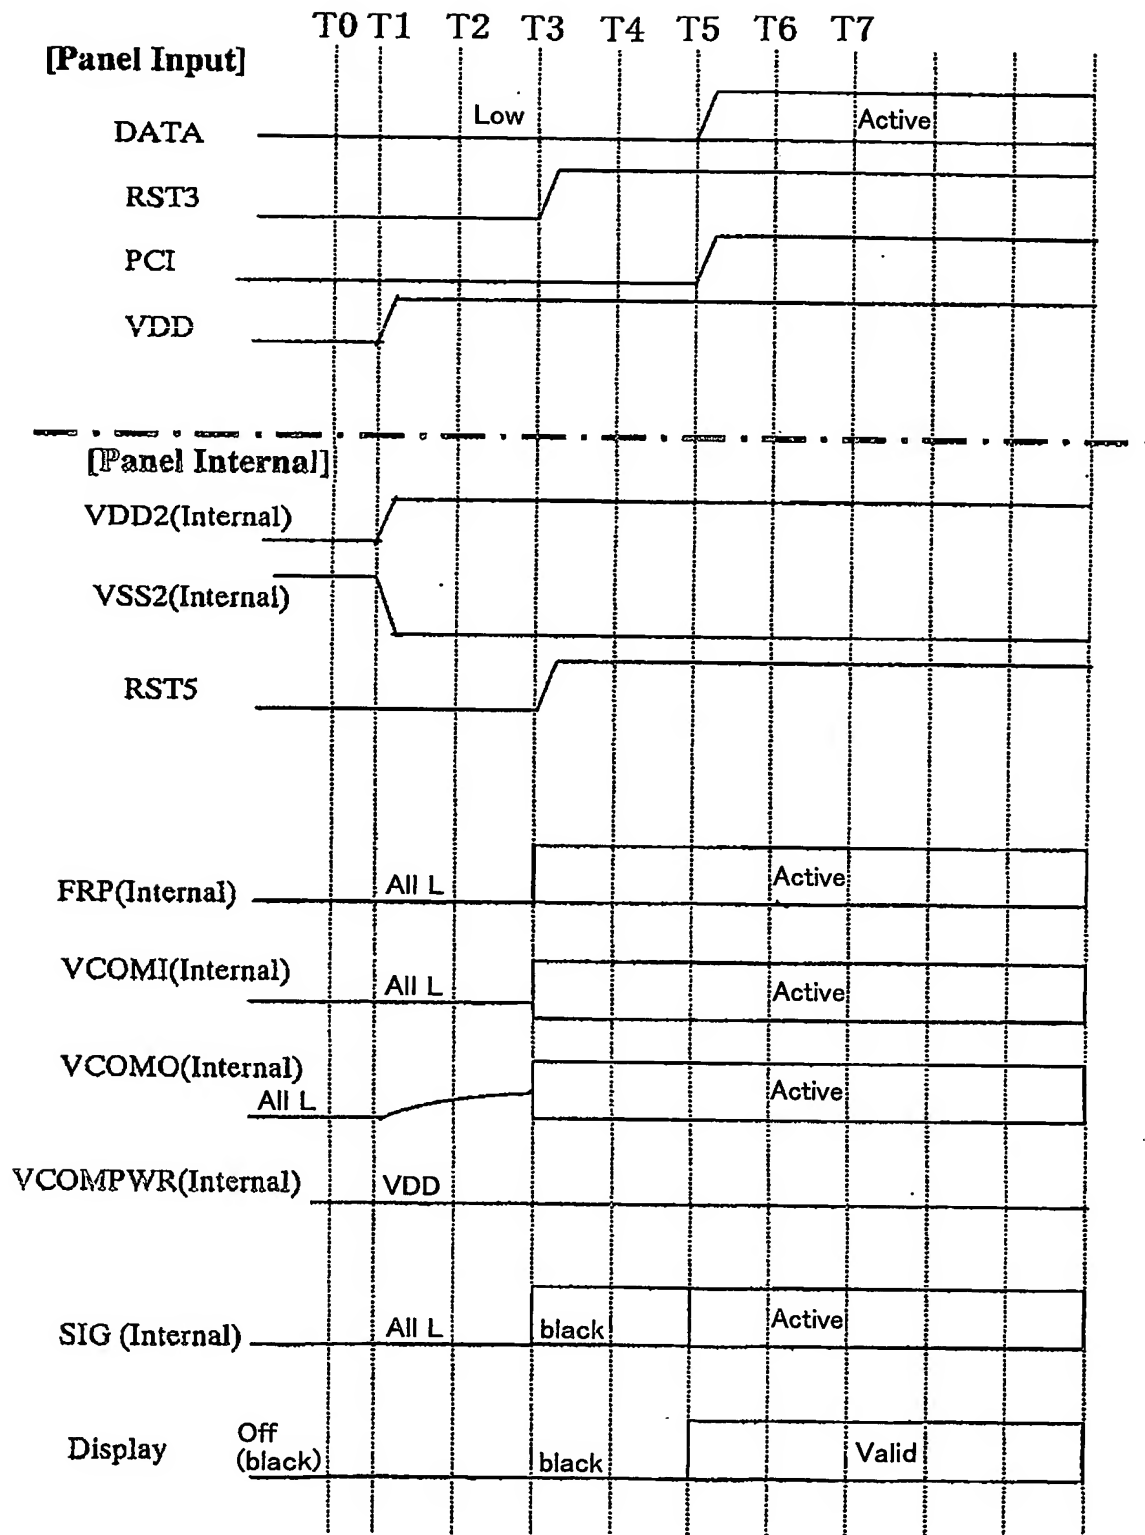 T0 T1 T2 T3 T4 T5 T6 T7
[Panel Input]
DATA Low Active
RST3
PCI
VDD
[Panel Internal]
VDD2(Internal)
VSS2(Internal)
RST5
FRP(Internal) All L Active
VCOMI(Internal) All L Active
VCOMO(Internal)
All L Active
VCOMPWR(Internal) VDD
SIG (Internal) All L black Active
Display Off
(black) black Valid